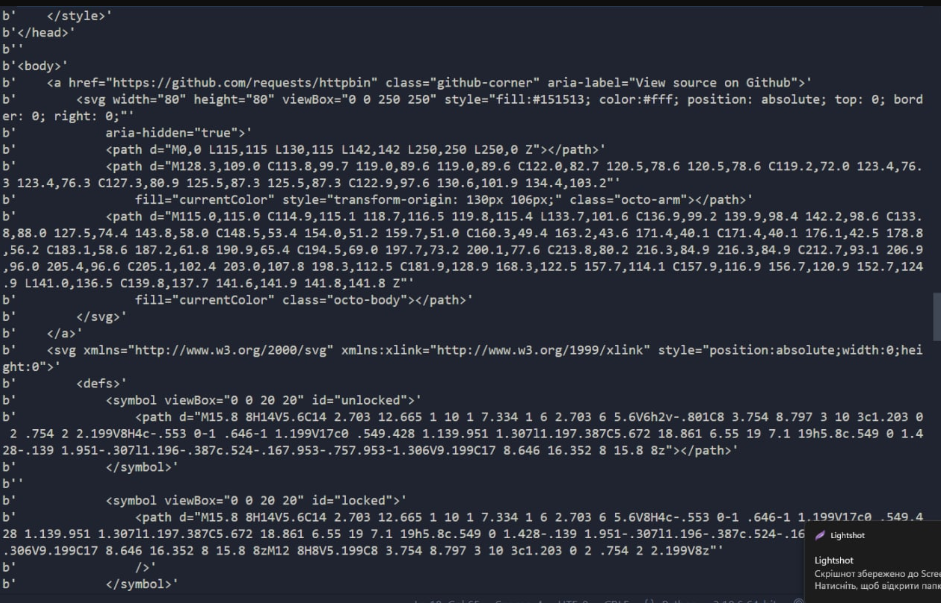 b'    </style>'
b'</head>'
b''
b'<body>'
b'    <a href="https://github.com/requests/httpbin" class="github-corner" aria-label="View source on Github">'
b'        <svg width="80" height="80" viewBox="0 0 250 250" style="fill:#151513; color:#fff; position: absolute; top: 0; bord
er: 0; right: 0;"'
b'            aria-hidden="true">'
b'            <path d="M0,0 L115,115 L130,115 L142,142 L250,250 L250,0 Z"></path>'
b'            <path d="M128.3,109.0 C113.8,99.7 119.0,89.6 119.0,89.6 C122.0,82.7 120.5,78.6 120.5,78.6 C119.2,72.0 123.4,76.
3 123.4,76.3 C127.3,80.9 125.5,87.3 125.5,87.3 C122.9,97.6 130.6,101.9 134.4,103.2"'
b'                fill="currentColor" style="transform-origin: 130px 106px;" class="octo-arm"></path>'
b'            <path d="M115.0,115.0 C114.9,115.1 118.7,116.5 119.8,115.4 L133.7,101.6 C136.9,99.2 139.9,98.4 142.2,98.6 C133.
8,88.0 127.5,74.4 143.8,58.0 C148.5,53.4 154.0,51.2 159.7,51.0 C160.3,49.4 163.2,43.6 171.4,40.1 C171.4,40.1 176.1,42.5 178.8
,56.2 C183.1,58.6 187.2,61.8 190.9,65.4 C194.5,69.0 197.7,73.2 200.1,77.6 C213.8,80.2 216.3,84.9 216.3,84.9 C212.7,93.1 206.9
,96.0 205.4,96.6 C205.1,102.4 203.0,107.8 198.3,112.5 C181.9,128.9 168.3,122.5 157.7,114.1 C157.9,116.9 156.7,120.9 152.7,124
.9 L141.0,136.5 C139.8,137.7 141.6,141.9 141.8,141.8 Z"'
b'                fill="currentColor" class="octo-body"></path>'
b'        </svg>'
b'    </a>'
b'    <svg xmlns="http://www.w3.org/2000/svg" xmlns:xlink="http://www.w3.org/1999/xlink" style="position:absolute;width:0;hei
ght:0">'
b'        <defs>'
b'            <symbol viewBox="0 0 20 20" id="unlocked">'
b'                <path d="M15.8 8H14V5.6C14 2.703 12.665 1 10 1 7.334 1 6 2.703 6 5.6V6h2v-.801C8 3.754 8.797 3 10 3c1.203 0
 2 .754 2 2.199V8H4c-.553 0-1 .646-1 1.199V17c0 .549.428 1.139.951 1.307l1.197.387C5.672 18.861 6.55 19 7.1 19h5.8c.549 0 1.4
28-.139 1.951-.307l1.196-.387c.524-.167.953-.757.953-1.306V9.199C17 8.646 16.352 8 15.8 8z"></path>'
b'            </symbol>'
b''
b'            <symbol viewBox="0 0 20 20" id="locked">'
b'                <path d="M15.8 8H14V5.6C14 2.703 12.665 1 10 1 7.334 1 6 2.703 6 5.6V8H4c-.553 0-1 .646-1 1.199V17c0 .549.4
28 1.139.951 1.307l1.197.387C5.672 18.861 6.55 19 7.1 19h5.8c.549 0 1.428-.139 1.951-.307l1.196-.387c.524-.16
.306V9.199C17 8.646 16.352 8 15.8 8zM12 8H8V5.199C8 3.754 8.797 3 10 3c1.203 0 2 .754 2 2.199V8z"'
b'                />'
b'            </symbol>'
Lightshot
Lightshot
Скріншот збережено до
Натисніть, щоб відкрити